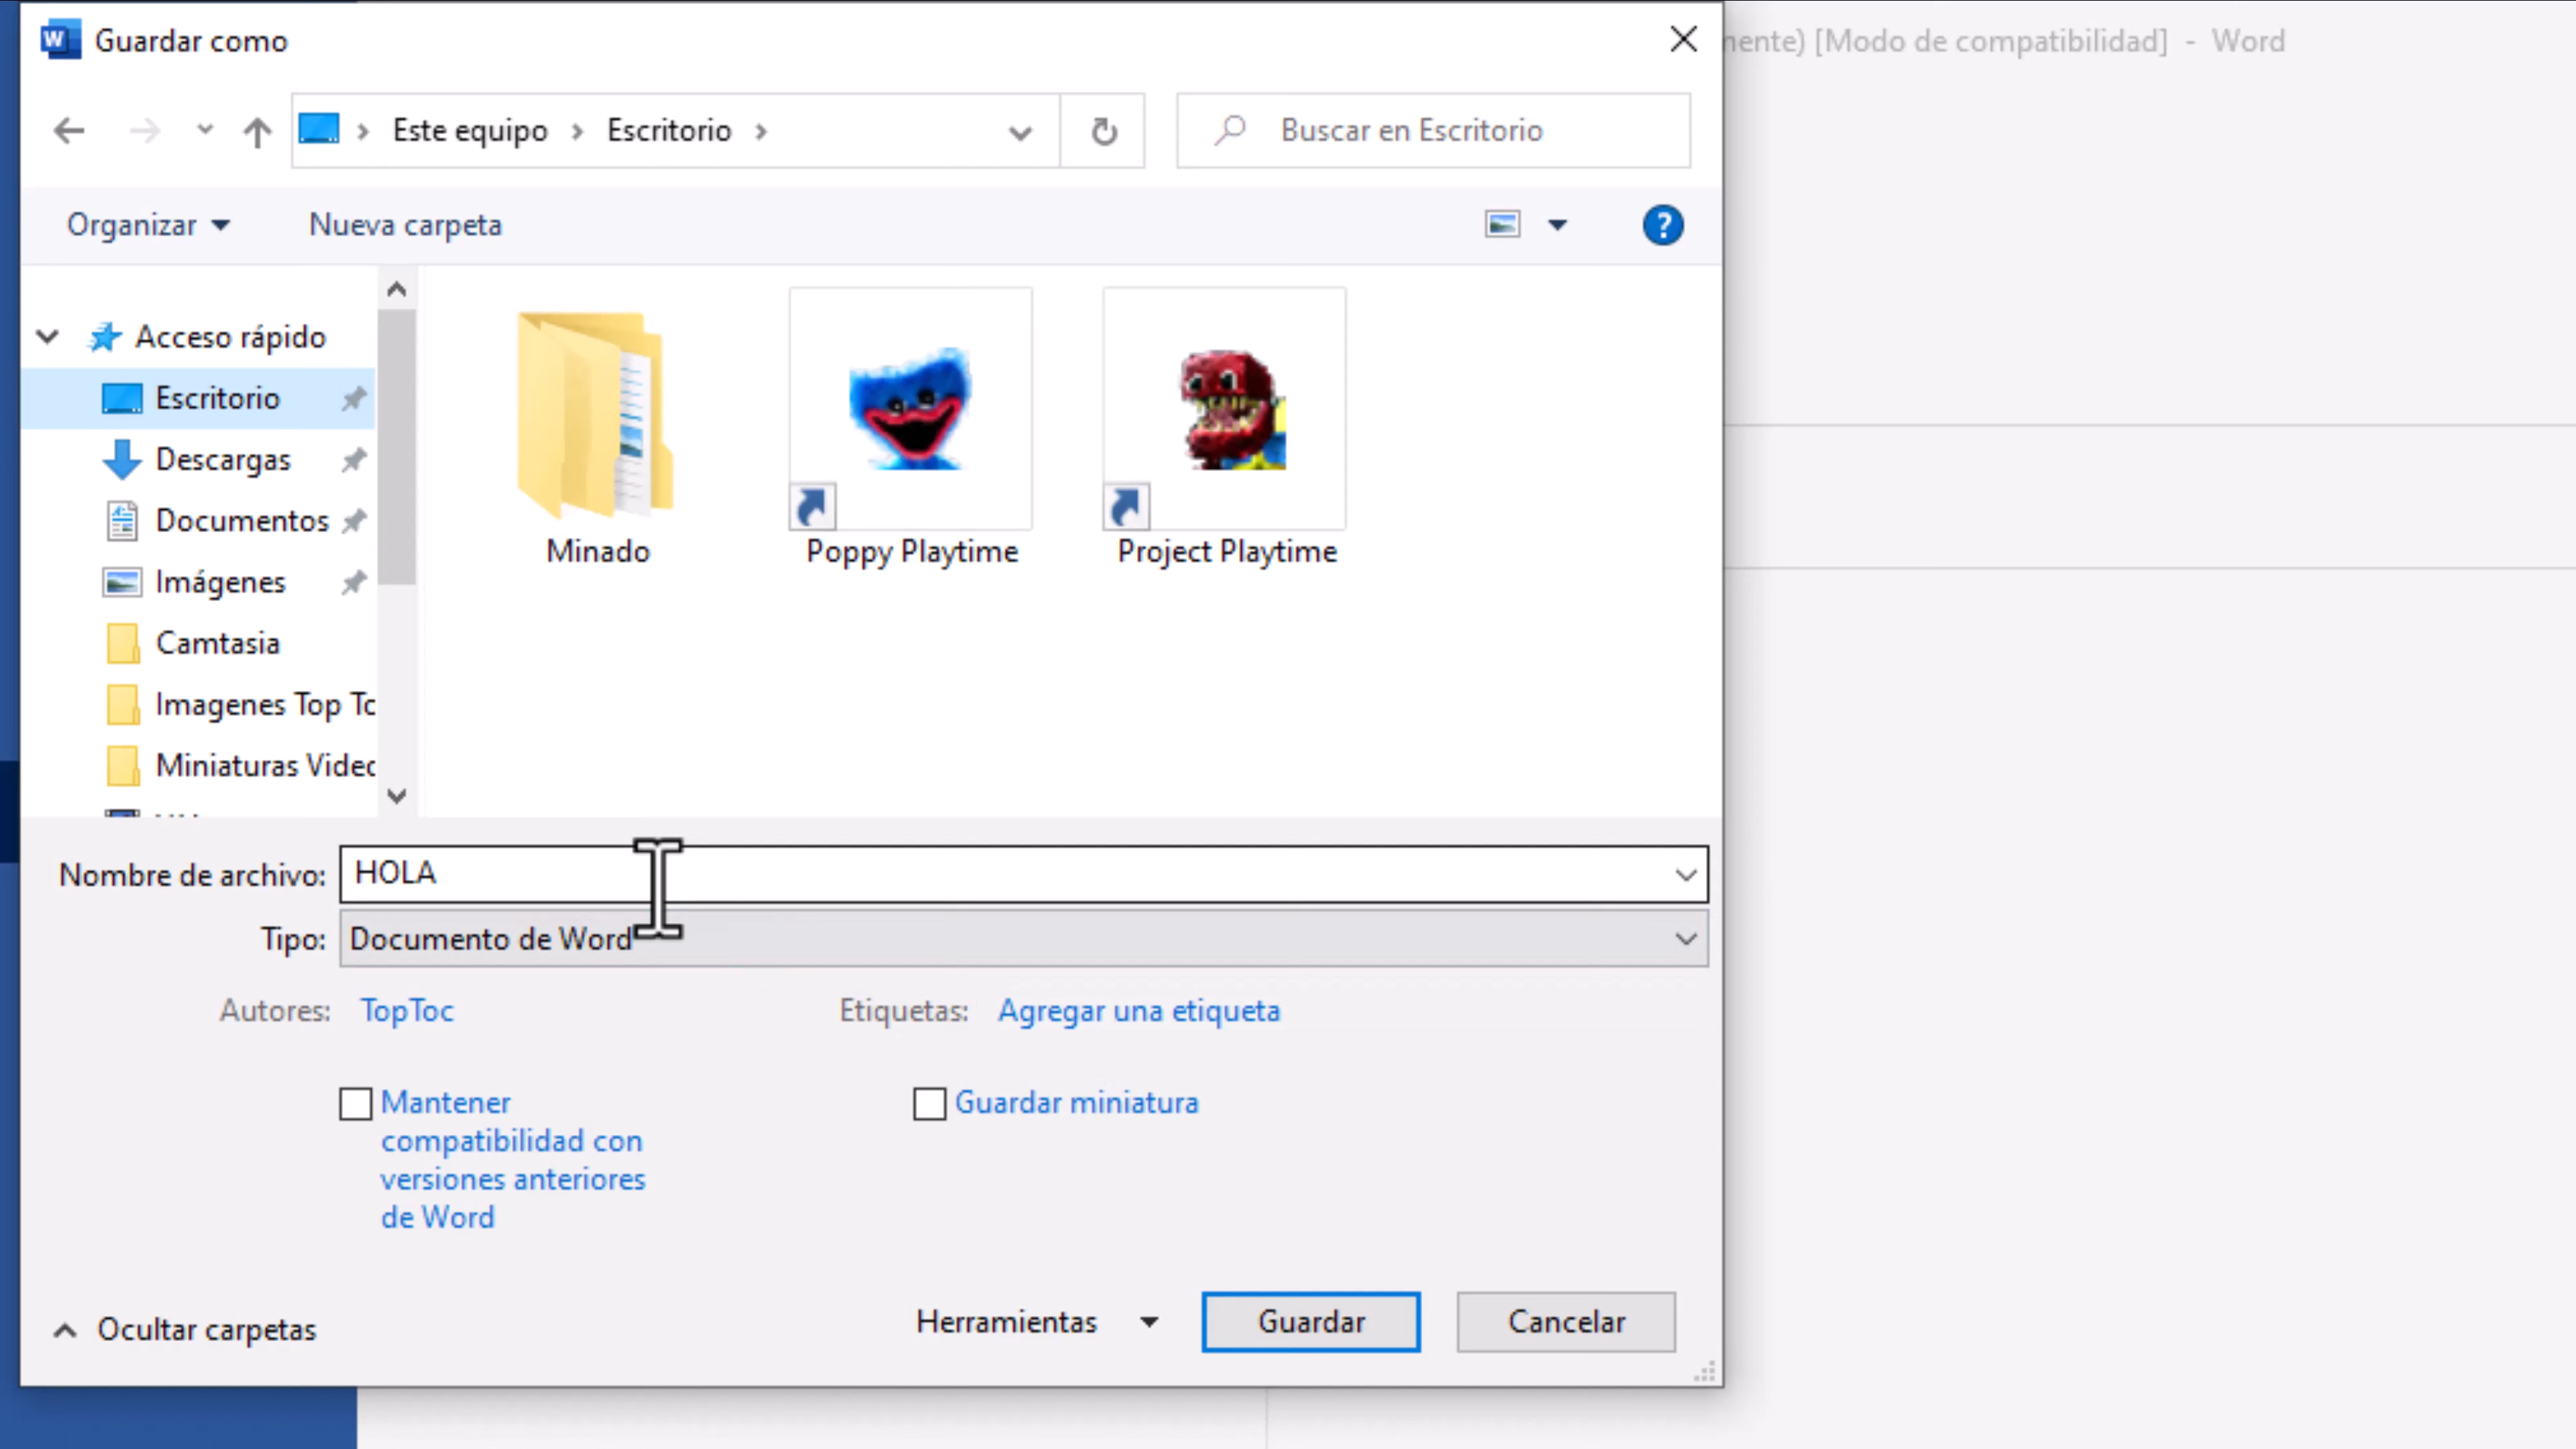 Guardar como
mente) [Modo de compatibilidad] - Word
Este equipo
Escritorio
Buscar en Escritorio
Organizar
Nueva carpeta
Acceso rápido
Escritorio
Descargas
Documentos
Imágenes
Camtasia
Imagenes Top Tc
Miniaturas Videc
Minado
Poppy Playtime
Project Playtime
Nombre de archivo: HOLA
Tipo: Documento de Word
Autores: TopToc
Etiquetas: Agregar una etiqueta
Mantener
compatibilidad con
versiones anteriores
de Word
Guardar miniatura
Ocultar carpetas
Herramientas
Guardar
Cancelar